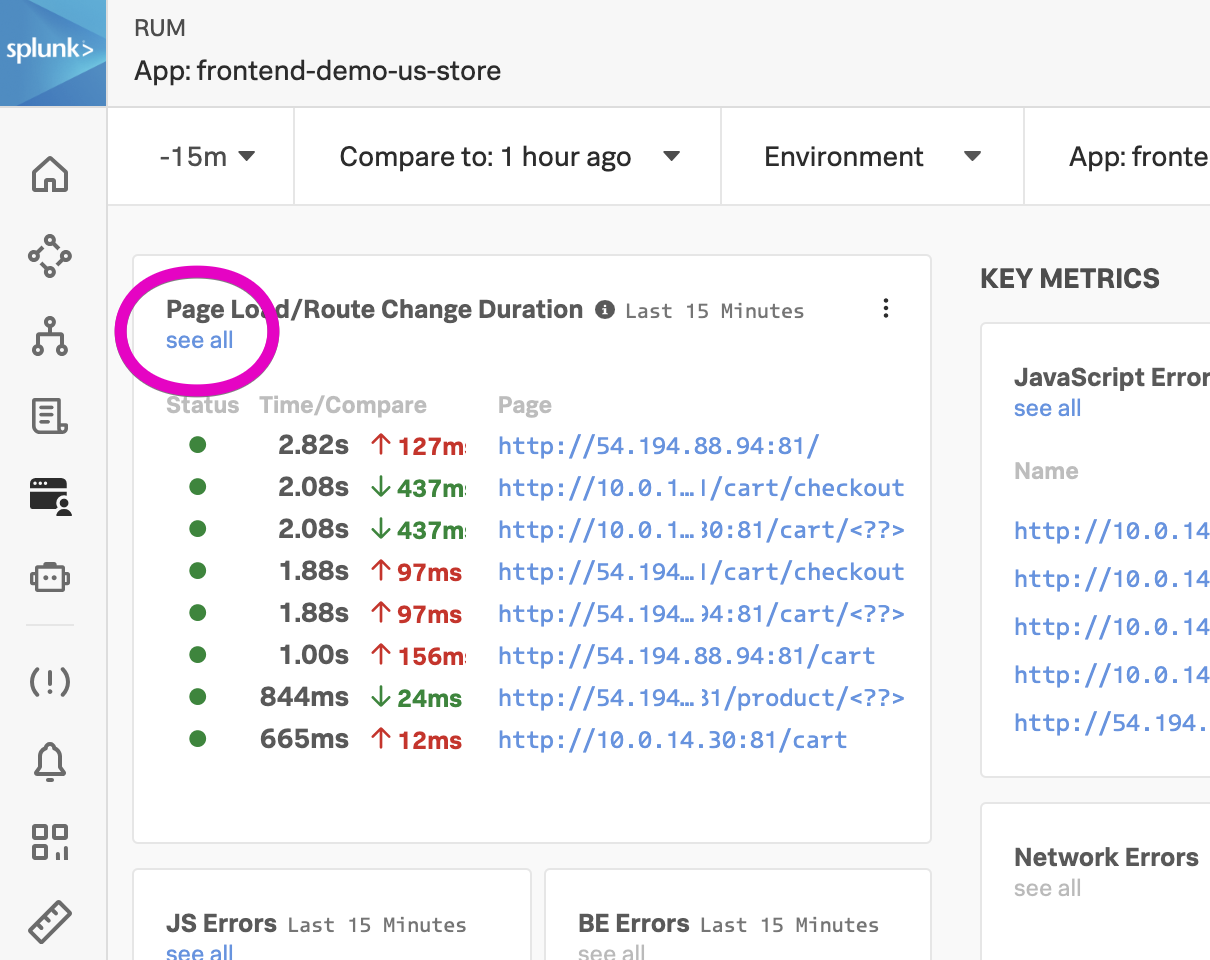 splunk>
RUM
App: frontend-demo-us-store
-15m
Compare to: 1 hour ago
Environment
App: fronte
Page Load/Route Change Duration Last 15 Minutes
see all
Status Time/Compare Page
2.82s ↑ 127ms http://54.194.88.94:81/
2.08s ↓ 437ms http://10.0.1…1/cart/checkout
2.08s ↓ 437ms http://10.0.1…30:81/cart/<??>
1.88s ↑ 97ms http://54.194…1/cart/checkout
1.88s ↑ 97ms http://54.194…94:81/cart/<??>
1.00s ↑ 156ms http://54.194.88.94:81/cart
844ms ↓ 24ms http://54.194…81/product/<??>
665ms ↑ 12ms http://10.0.14.30:81/cart
KEY METRICS
JavaScript Error
see all
Name
http://10.0.14
http://10.0.14
http://10.0.14
http://10.0.14
http://54.194.
JS Errors Last 15 Minutes
see all
BE Errors Last 15 Minutes
see all
Network Errors
see all